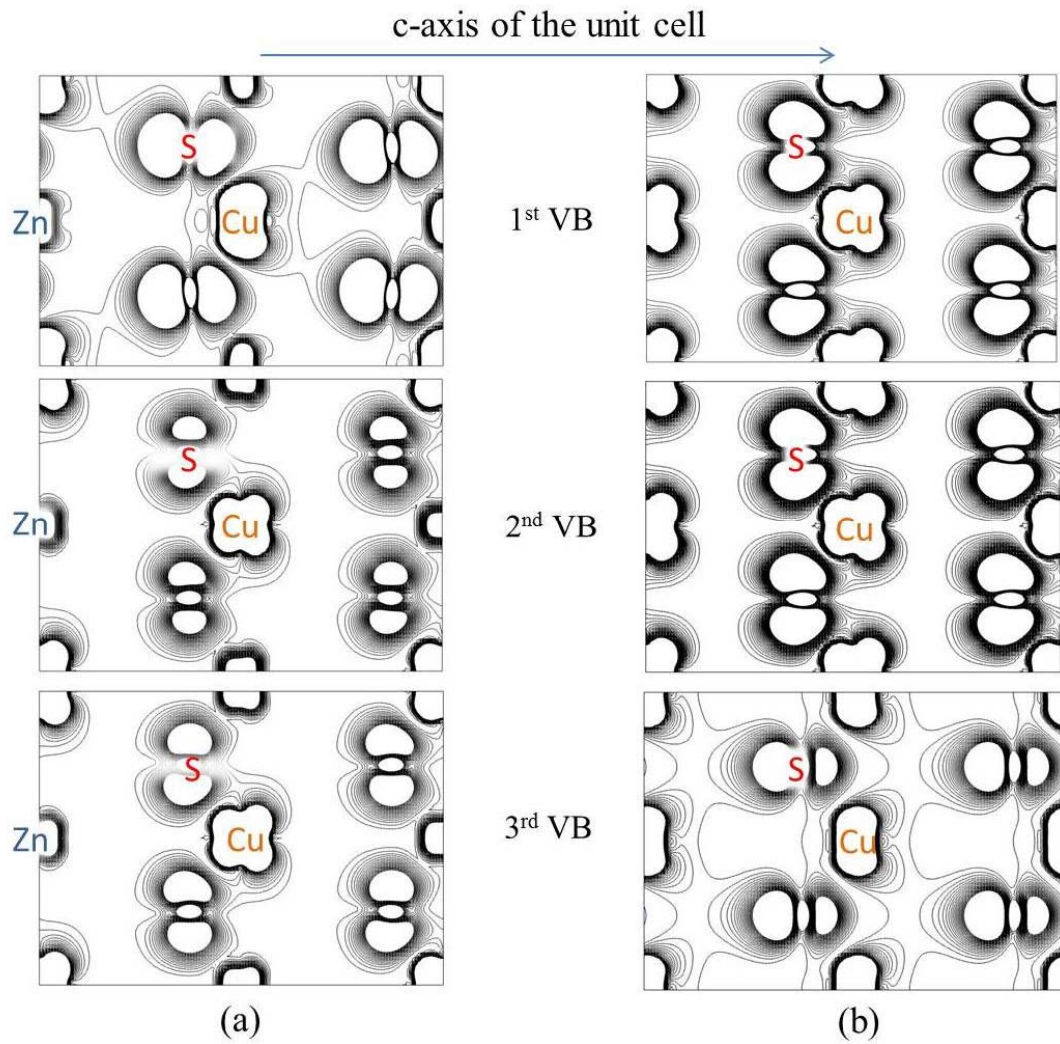 c-axis of the unit cell
S
S
Zn
Cu
1st VB
Cu
S
S
Zn
Cu
2nd VB
Cu
S
S
Zn
Cu
3rd VB
Cu
(a)
(b)